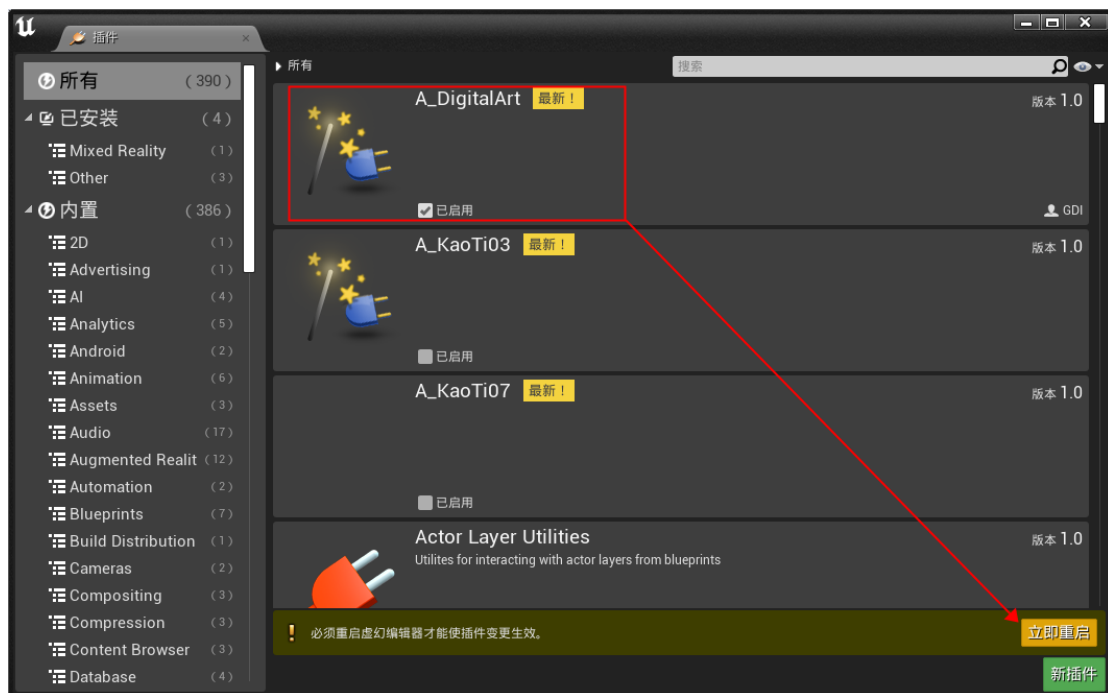 插件
所有 (390)
已安装 (4)
Mixed Reality (1)
Other (3)
内置 (386)
2D (1)
Advertising (1)
AI (4)
Analytics (5)
Android (2)
Animation (6)
Assets (3)
Audio (17)
Augmented Realit (12)
Automation (2)
Blueprints (7)
Build Distribution (1)
Cameras (2)
Compositing (3)
Compression (3)
Content Browser (3)
Database (4)
所有
搜索
A_DigitalArt 最新！ 版本 1.0
已启用 GDI
A_KaoTi03 最新！ 版本 1.0
已启用
A_KaoTi07 最新！ 版本 1.0
已启用
Actor Layer Utilities 版本 1.0
Utilites for interacting with actor layers from blueprints
必须重启虚幻编辑器才能使插件变更生效。 立即重启
新插件